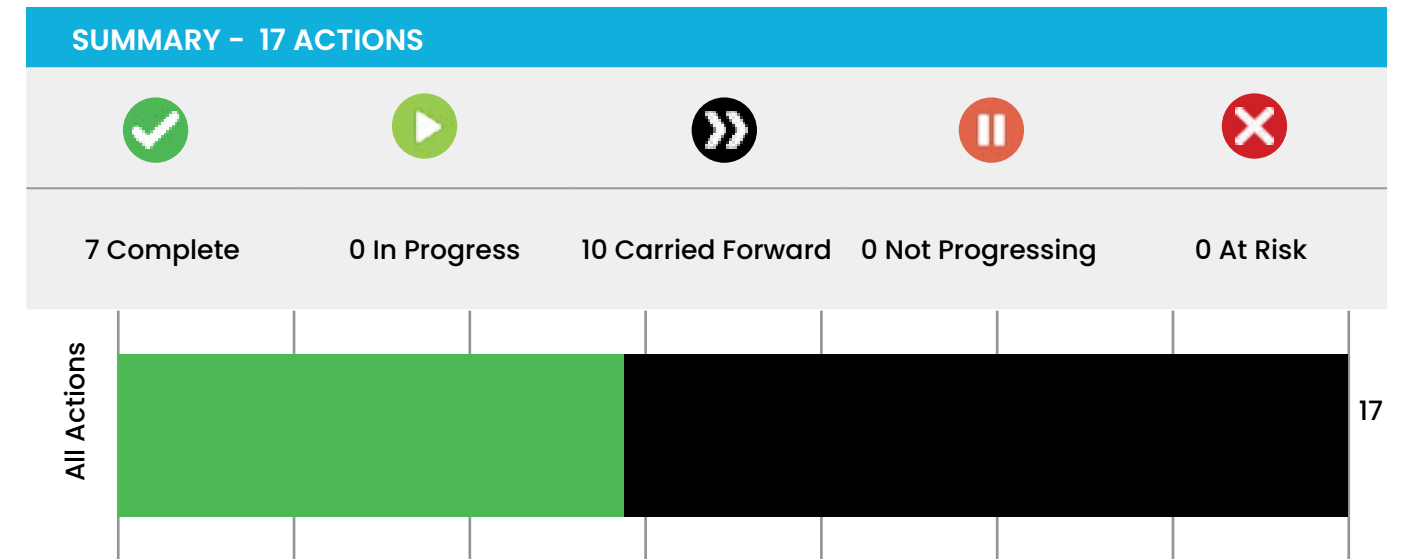 SUMMARY - 17 ACTIONS
7 Complete
0 In Progress
10 Carried Forward
0 Not Progressing
0 At Risk
All Actions
17